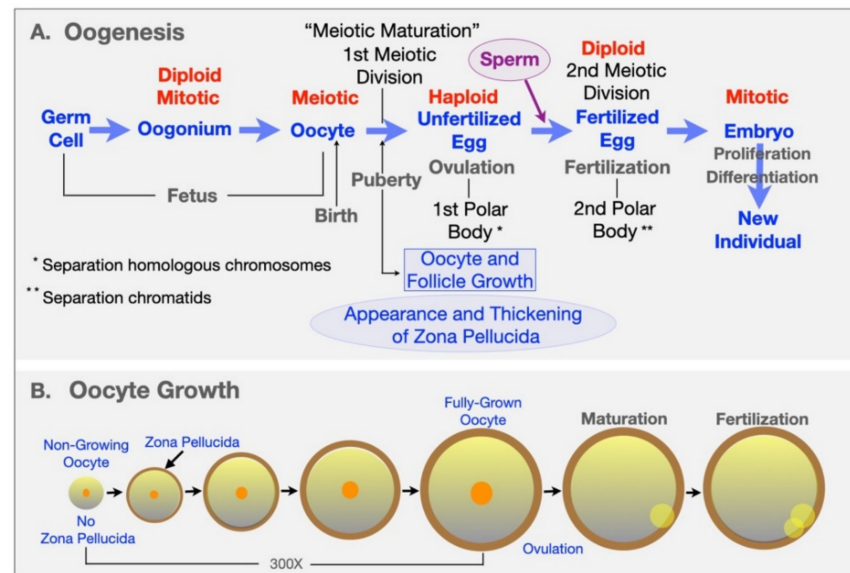 A. Oogenesis
“Meiotic Maturation”
1st Meiotic
Division
Sperm
Diploid
2nd Meiotic
Division
Diploid
Mitotic
Meiotic
Haploid
Mitotic
Germ
Cell
Oogonium
Oocyte
Unfertilized
Egg
Fertilized
Egg
Embryo
Proliferation
Differentiation
Ovulation
Fertilization
Puberty
Fetus
Birth
1st Polar
Body *
2nd Polar
Body **
New
Individual
* Separation homologous chromosomes
** Separation chromatids
Oocyte and
Follicle Growth
Appearance and Thickening
of Zona Pellucida
B. Oocyte Growth
Non-Growing
Oocyte
Zona Pellucida
Fully-Grown
Oocyte
Maturation
Fertilization
No
Zona Pellucida
Ovulation
300X